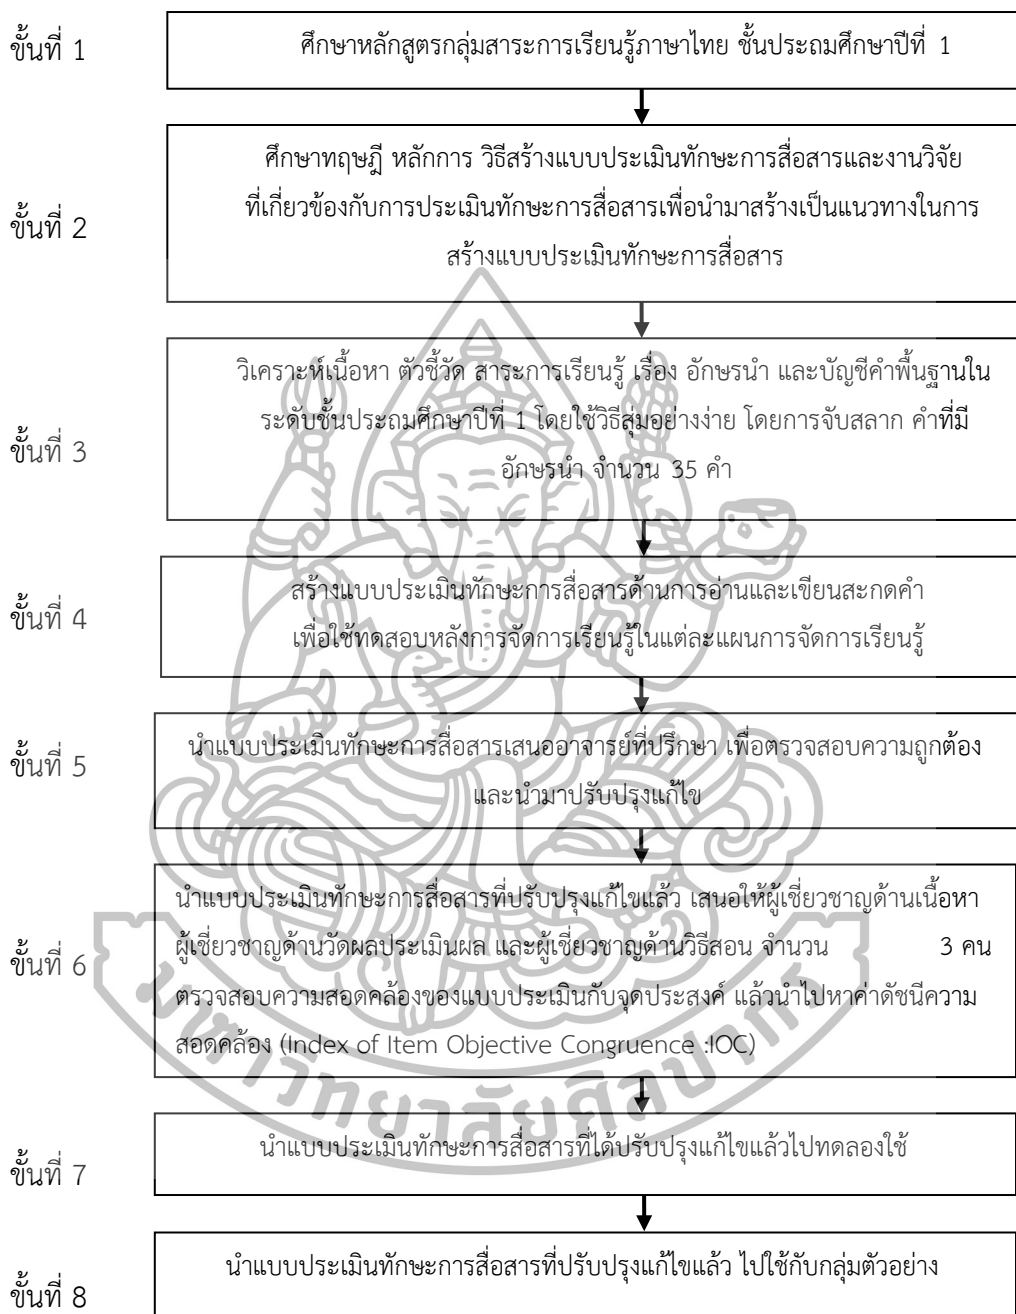 ขั้นที่ 1
ศึกษาหลักสูตรกลุ่มสาระการเรียนรู้ภาษาไทย ชั้นประถมศึกษาปีที่ 1
ขั้นที่ 2
ศึกษาทฤษฎี หลักการ วิธีสร้างแบบประเมินทักษะการสื่อสารและงานวิจัย
ที่เกี่ยวข้องกับการประเมินทักษะการสื่อสารเพื่อนำมาสร้างเป็นแนวทางในการ
สร้างแบบประเมินทักษะการสื่อสาร
ขั้นที่ 3
วิเคราะห์เนื้อหา ตัวชี้วัด สาระการเรียนรู้ เรื่อง อักษรนำ และบัญชีคำพื้นฐานใน
ระดับชั้นประถมศึกษาปีที่ 1 โดยใช้วิธีสุ่มอย่างง่าย โดยการจับสลาก คำที่มี
อักษรนำ จำนวน 35 คำ
ขั้นที่ 4
สร้างแบบประเมินทักษะการสื่อสารด้านการอ่านและเขียนสะกดคำ
เพื่อใช้ทดสอบหลังการจัดการเรียนรู้ในแต่ละแผนการจัดการเรียนรู้
ขั้นที่ 5
นำแบบประเมินทักษะการสื่อสารเสนออาจารย์ที่ปรึกษา เพื่อตรวจสอบความถูกต้อง
และนำมาปรับปรุงแก้ไข
ขั้นที่ 6
นำแบบประเมินทักษะการสื่อสารที่ปรับปรุงแก้ไขแล้ว เสนอให้ผู้เชี่ยวชาญด้านเนื้อหา
ผู้เชี่ยวชาญด้านวัดผลประเมินผล และผู้เชี่ยวชาญด้านวิธีสอน จำนวน 3 คน
ตรวจสอบความสอดคล้องของแบบประเมินกับจุดประสงค์ แล้วนำไปหาค่าดัชนีความ
สอดคล้อง (Index of Item Objective Congruence :IOC)
มหาวิทยาลัยศิลปากร
ขั้นที่ 7
นำแบบประเมินทักษะการสื่อสารที่ได้ปรับปรุงแก้ไขแล้วไปทดลองใช้
ขั้นที่ 8
นำแบบประเมินทักษะการสื่อสารที่ปรับปรุงแก้ไขแล้ว ไปใช้กับกลุ่มตัวอย่าง